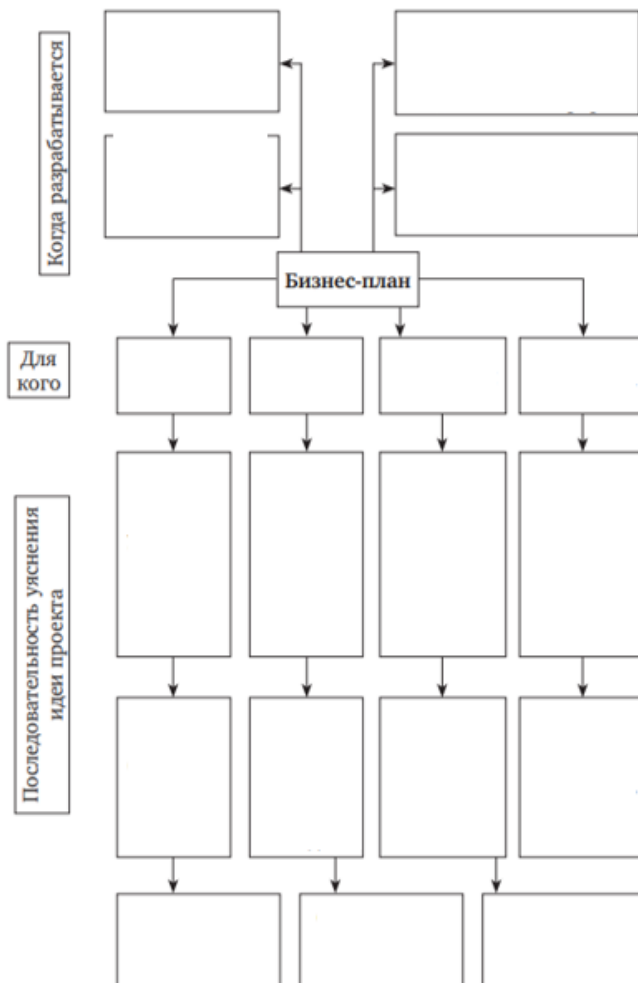 Когда разрабатывается
Бизнес-план
Для
кого
Последовательность уяснения
идеи проекта